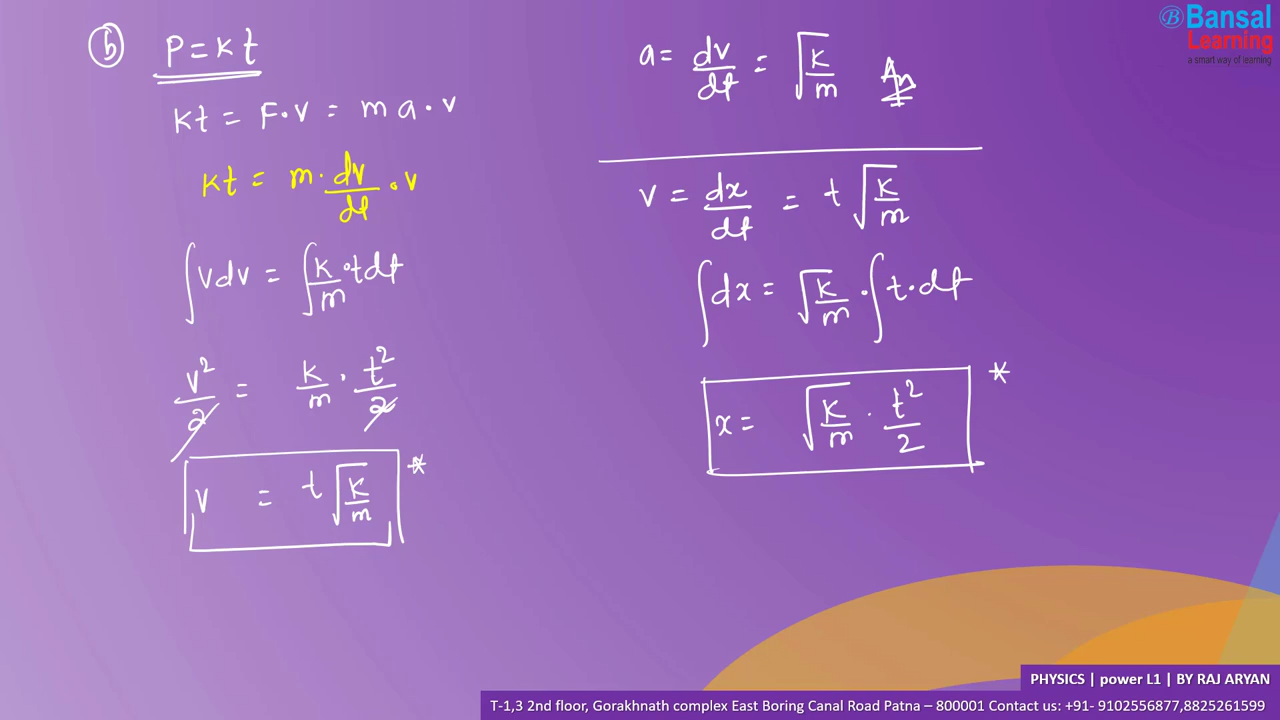 ⓑ P = Kt
Kt = F·V = m a · v
Kt = m · dv/dt · v
∫Vdv = ∫K/m · t dt
V²/2 = K/m · t²/2
V = t√(K/m) *
a = dv/dt = √(K/m) Ans
V = dx/dt = t√(K/m)
∫dx = √(K/m) · ∫t · dt
x = √(K/m) · t²/2 *
Bansal
Learning
a smart way of learning
PHYSICS | power L1 | BY RAJ ARYAN
T-1,3 2nd floor, Gorakhnath complex East Boring Canal Road Patna – 800001 Contact us: +91- 9102556877,8825261599